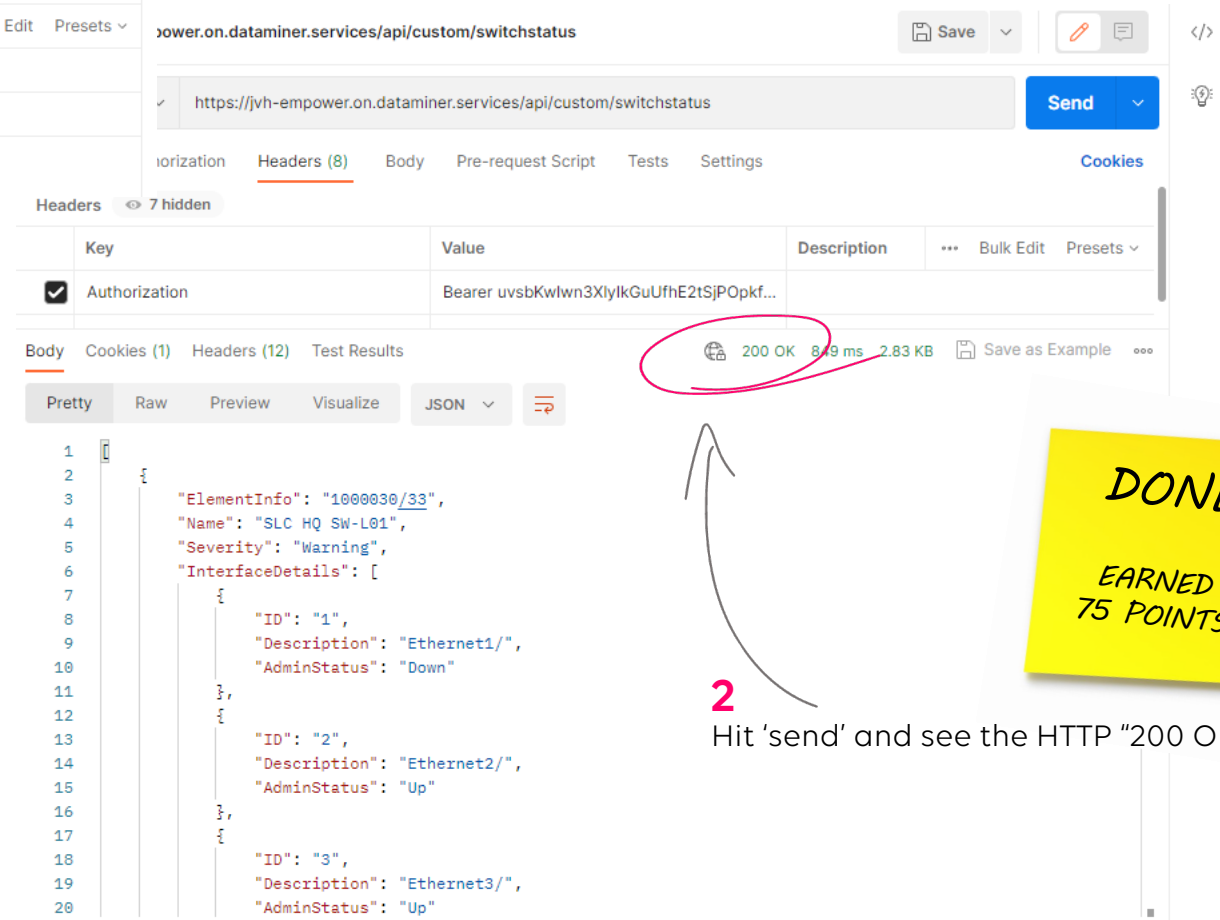 Edit Presets
power.on.dataminer.services/api/custom/switchstatus
Save
https://jvh-empower.on.dataminer.services/api/custom/switchstatus
Send
Headers (8) Body Pre-request Script Tests Settings
Cookies
Headers 7 hidden
Key Value Description ••• Bulk Edit Presets
Authorization Bearer uvsbKwIwn3XlyIkGuUfhE2tSjPOpkf...
Body Cookies (1) Headers (12) Test Results
200 OK 849 ms 2.83 KB Save as Example
Pretty Raw Preview Visualize JSON
1 [
2 {
3 "ElementInfo": "1000030/33",
4 "Name": "SLC HQ SW-L01",
5 "Severity": "Warning",
6 "InterfaceDetails": [
7 {
8 "ID": "1",
9 "Description": "Ethernet1/",
10 "AdminStatus": "Down"
11 },
12 {
13 "ID": "2",
14 "Description": "Ethernet2/",
15 "AdminStatus": "Up"
16 },
17 {
18 "ID": "3",
19 "Description": "Ethernet3/",
20 "AdminStatus": "Up"
DONE
EARNED
75 POINTS
2
Hit ‘send’ and see the HTTP “200 O